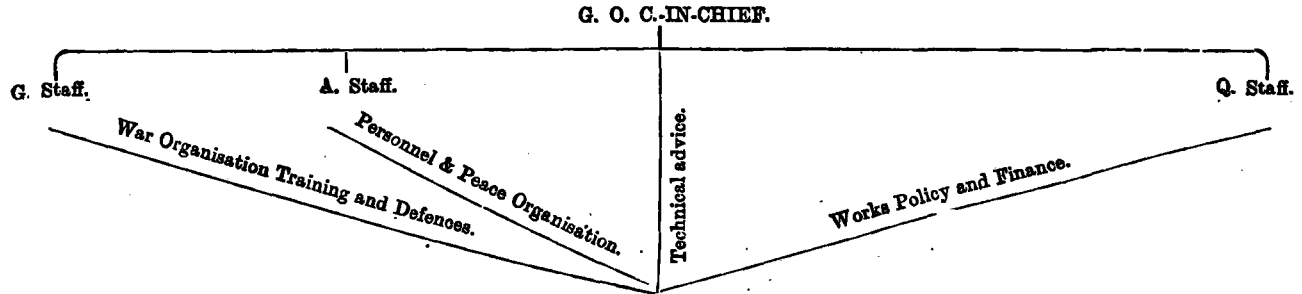 G. O. C.-IN-CHIEF.
G. Staff.
A. Staff.
Q. Staff.
War Organisation Training and Defences.
Personnel & Peace Organisation.
Technical advice.
Works Policy and Finance.